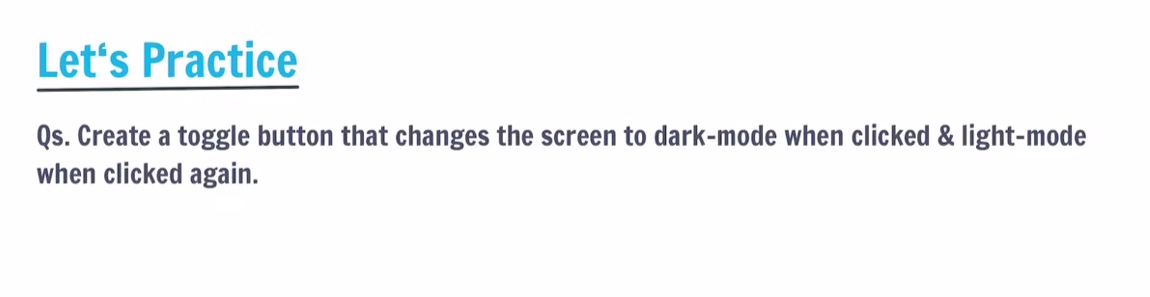 Let‘s Practice
Qs. Create a toggle button that changes the screen to dark-mode when clicked & light-mode
when clicked again.